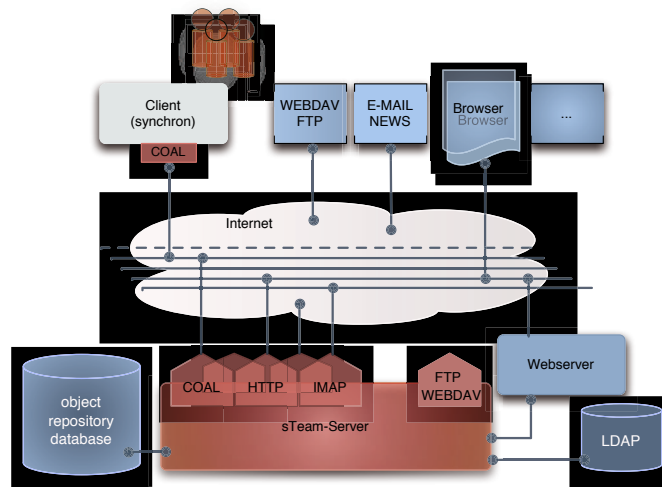 Client
(synchron)
COAL
WEBDAV
FTP
E-MAIL
NEWS
Browser
Browser
...
Internet
COAL
HTTP
IMAP
FTP
WEBDAV
Webserver
sTeam-Server
object
repository
database
LDAP